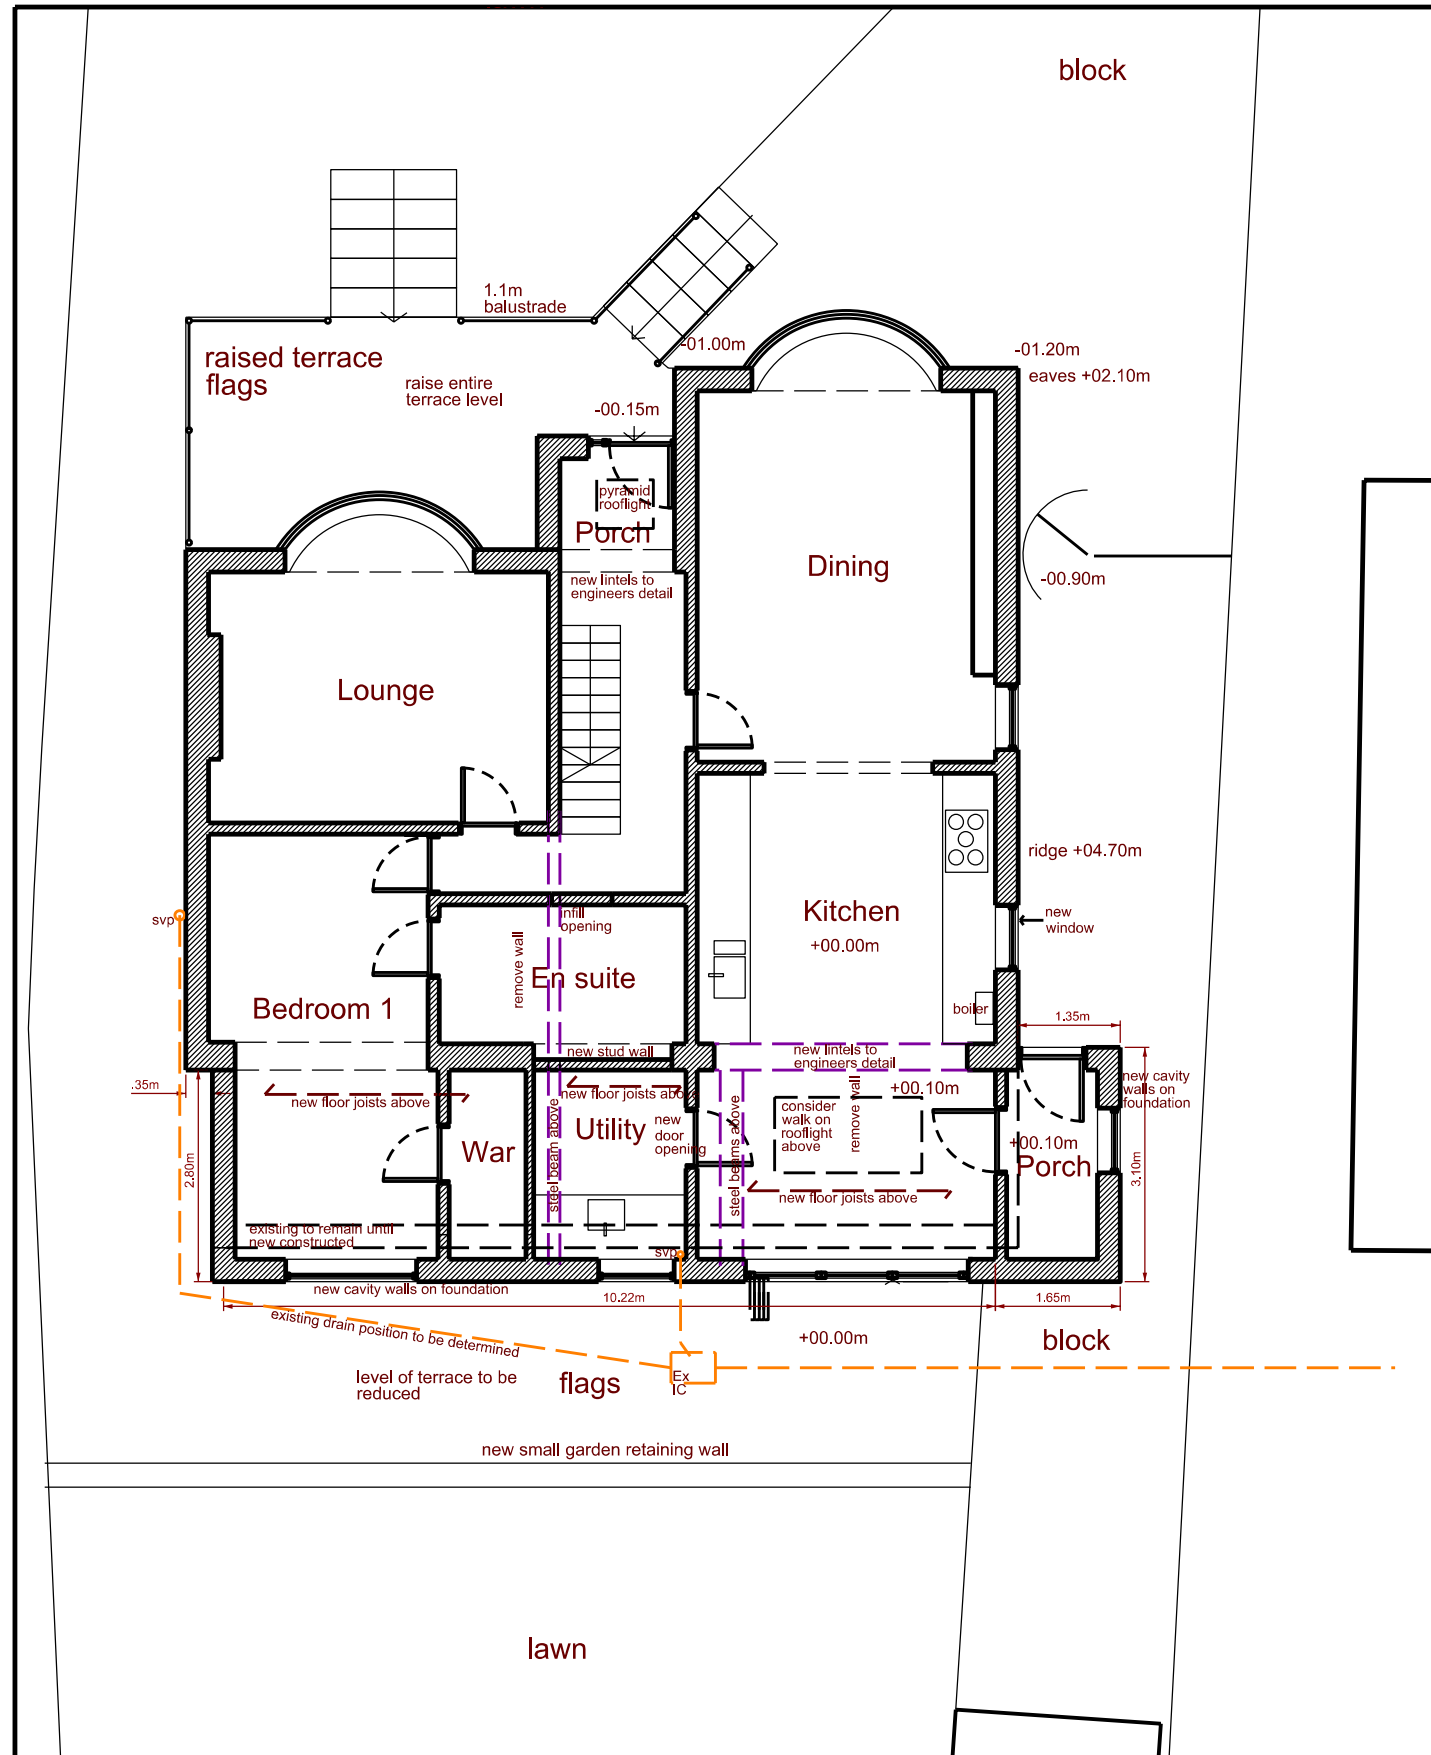 block
1.1m
balustrade
-01.00m
raised terrace
flags
raise entire
terrace level
-01.20m
eaves +02.10m
-00.15m
pyramid
rooflight
Porch
new lintels to
engineers detail
Dining
-00.90m
Lounge
ridge +04.70m
svp
infill
opening
Kitchen
+00.00m
new
window
remove wall
En suite
Bedroom 1
boiler
1.35m
new stud wall
new lintels to
engineers detail
.35m
new floor joists above
new floor joists above
+00.10m
new cavity
walls on
foundation
consider
walk on
rooflight
above
remove wall
steel beam above
steel beams above
Utility
new
door
opening
War
+00.10m
Porch
2.80m
3.10m
new floor joists above
existing to remain until
new constructed
svp
new cavity walls on foundation
10.22m
1.65m
existing drain position to be determined
+00.00m
block
level of terrace to be
reduced
flags
Ex
IC
new small garden retaining wall
lawn